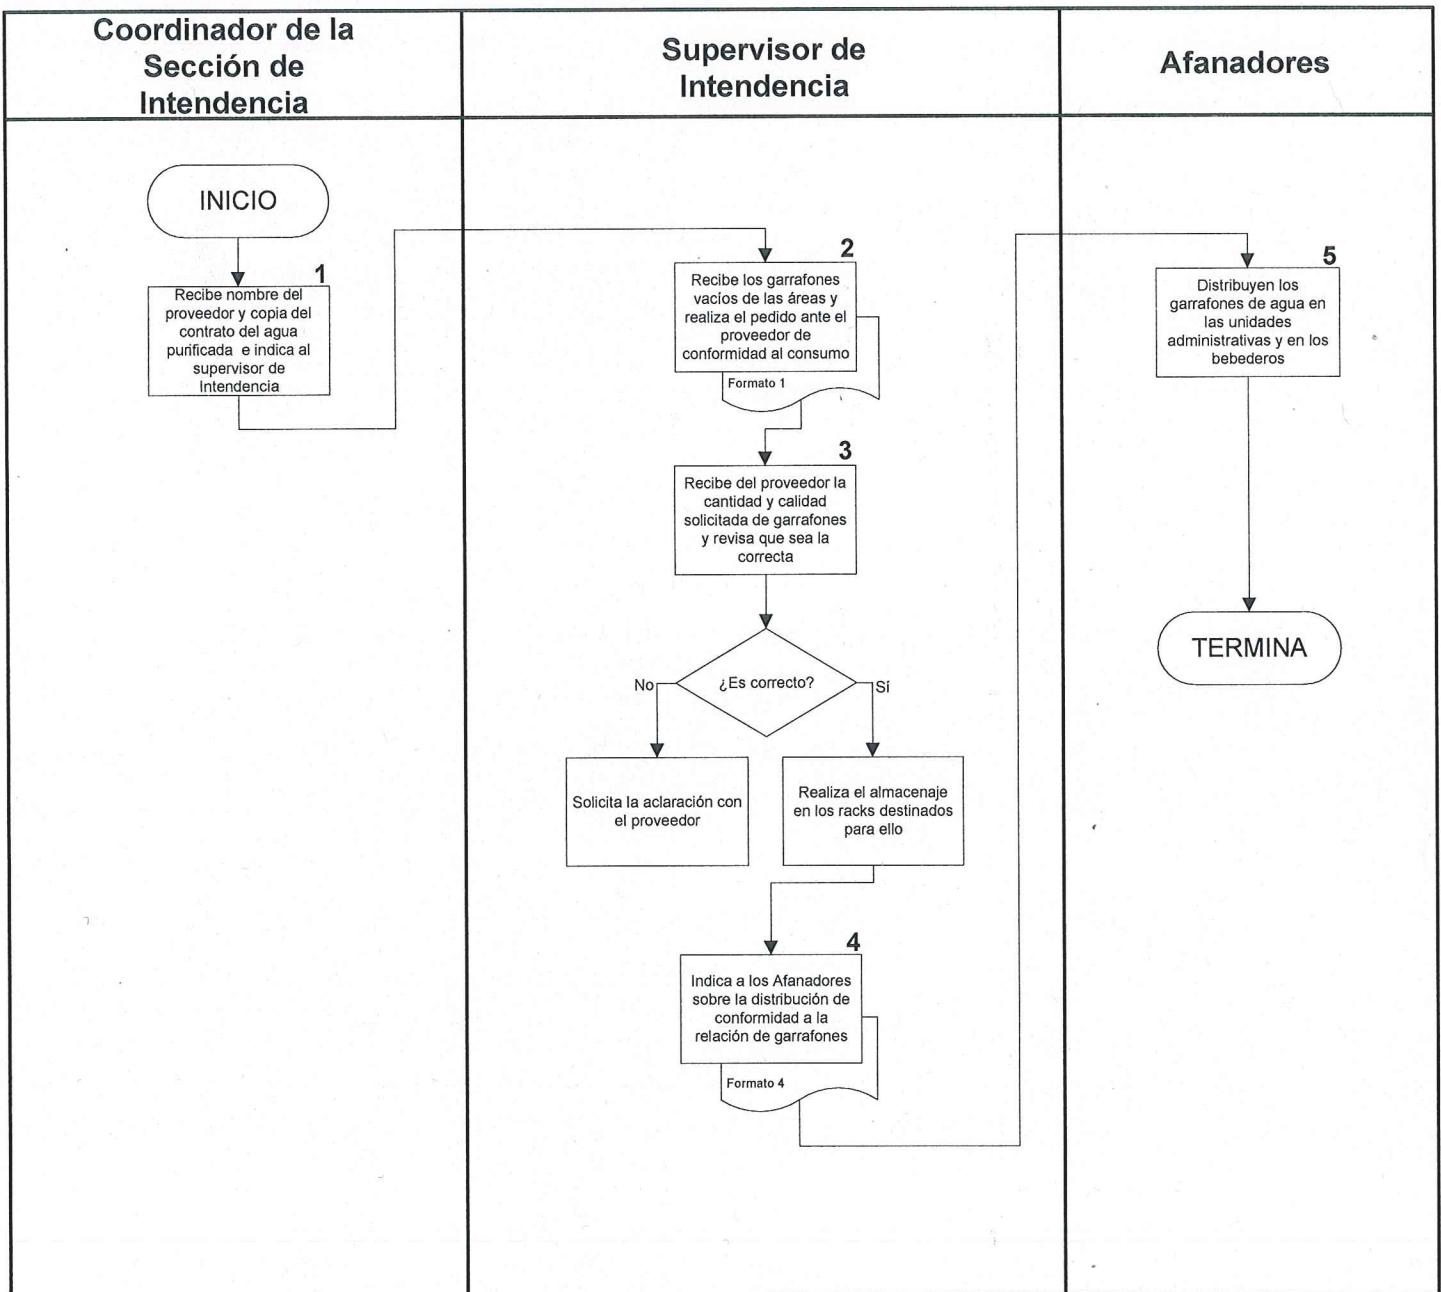 Coordinador de la
Sección de
Intendencia
Supervisor de
Intendencia
Afanadores
INICIO
1
Recibe nombre del
proveedor y copia del
contrato del agua
purificada e indica al
supervisor de
Intendencia
2
Recibe los garrafones
vacíos de las áreas y
realiza el pedido ante el
proveedor de
conformidad al consumo
Formato 1
3
Recibe del proveedor la
cantidad y calidad
solicitada de garrafones
y revisa que sea la
correcta
¿Es correcto?
No
Sí
Solicita la aclaración con
el proveedor
Realiza el almacenaje
en los racks destinados
para ello
4
Indica a los Afanadores
sobre la distribución de
conformidad a la
relación de garrafones
Formato 4
5
Distribuyen los
garrafones de agua en
las unidades
administrativas y en los
bebederos
TERMINA